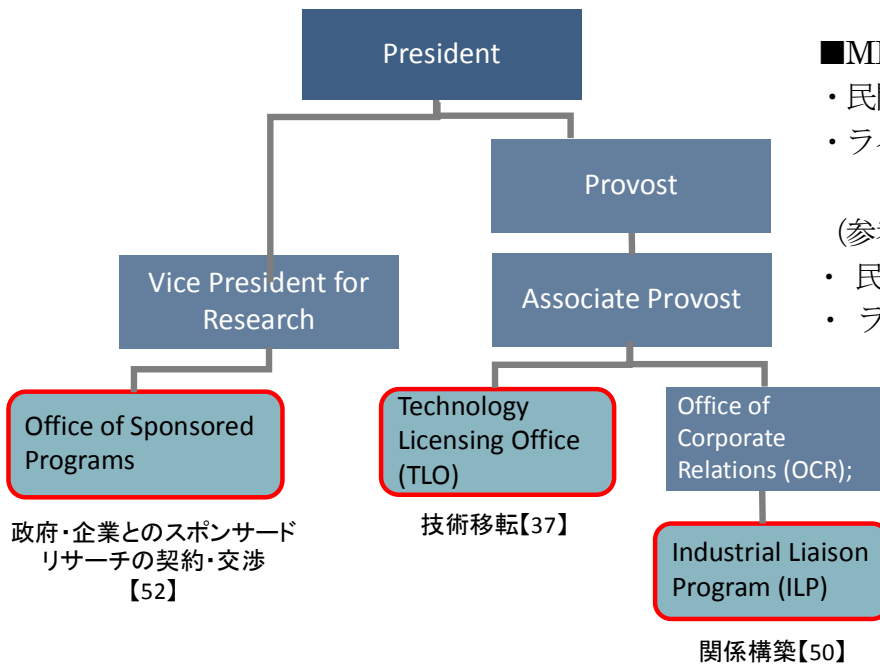 President
■MI
・民間
・ライ
Provost
(参考
・ 民
・ ラ
Vice President for
Research
Associate Provost
Office of Sponsored
Programs
Technology
Licensing Office
(TLO)
Office of
Corporate
Relations (OCR);
政府・企業とのスポンサード
リサーチの契約・交渉
【52】
技術移転【37】
Industrial Liaison
Program (ILP)
関係構築【50】